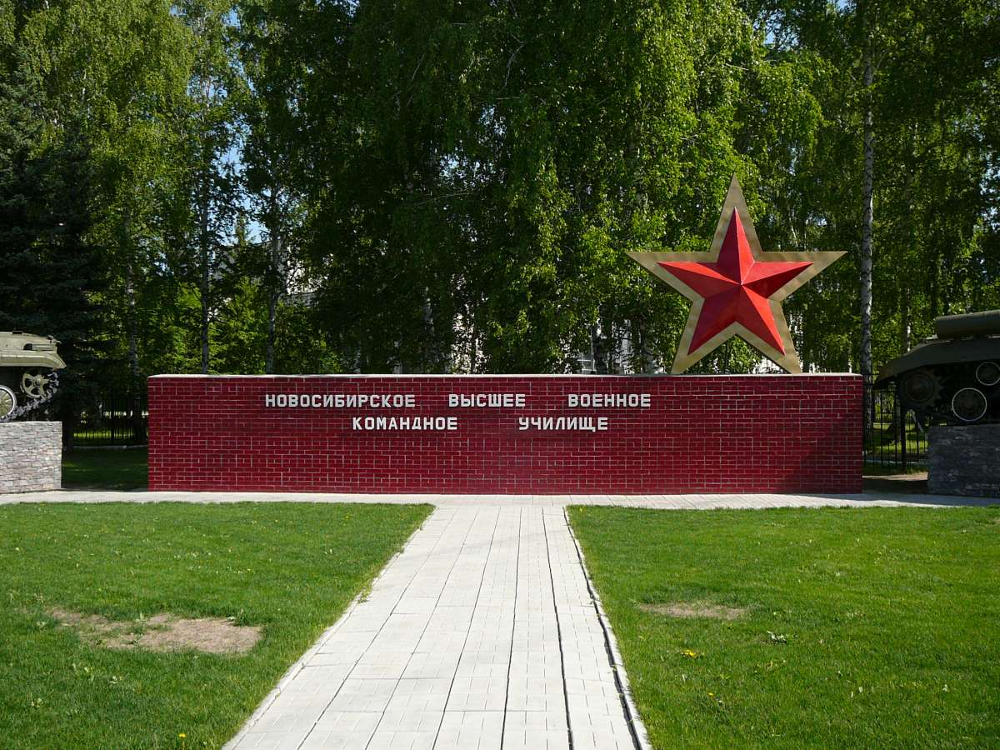 НОВОСИБИРСКОЕ ВЫСШЕЕ ВОЕННОЕ
КОМАНДНОЕ УЧИЛИЩЕ